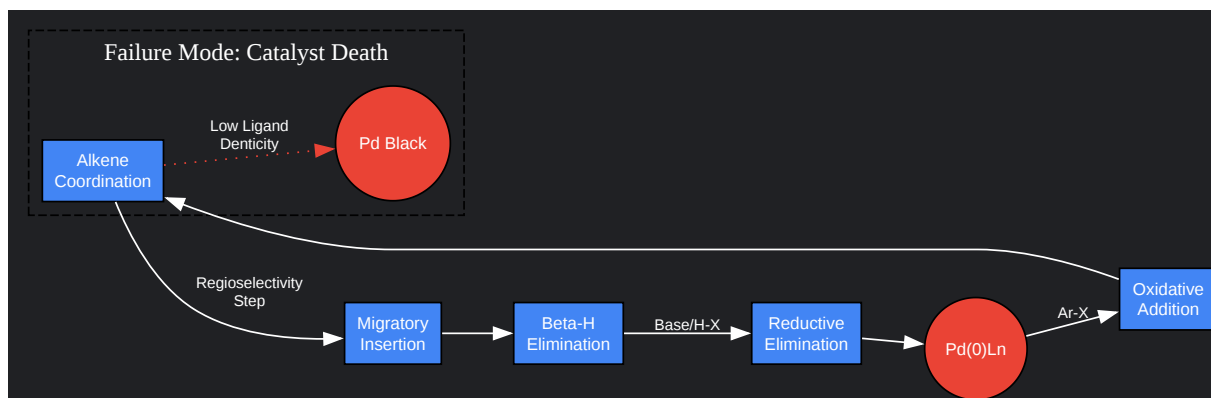 Failure Mode: Catalyst Death
Low Ligand
Denticity
Pd Black
Alkene
Coordination
Regioselectivity
Step
Migratory
Insertion
Beta-H
Elimination
Base/H-X
Reductive
Elimination
Pd(0)Ln
Ar-X
Oxidative
Addition